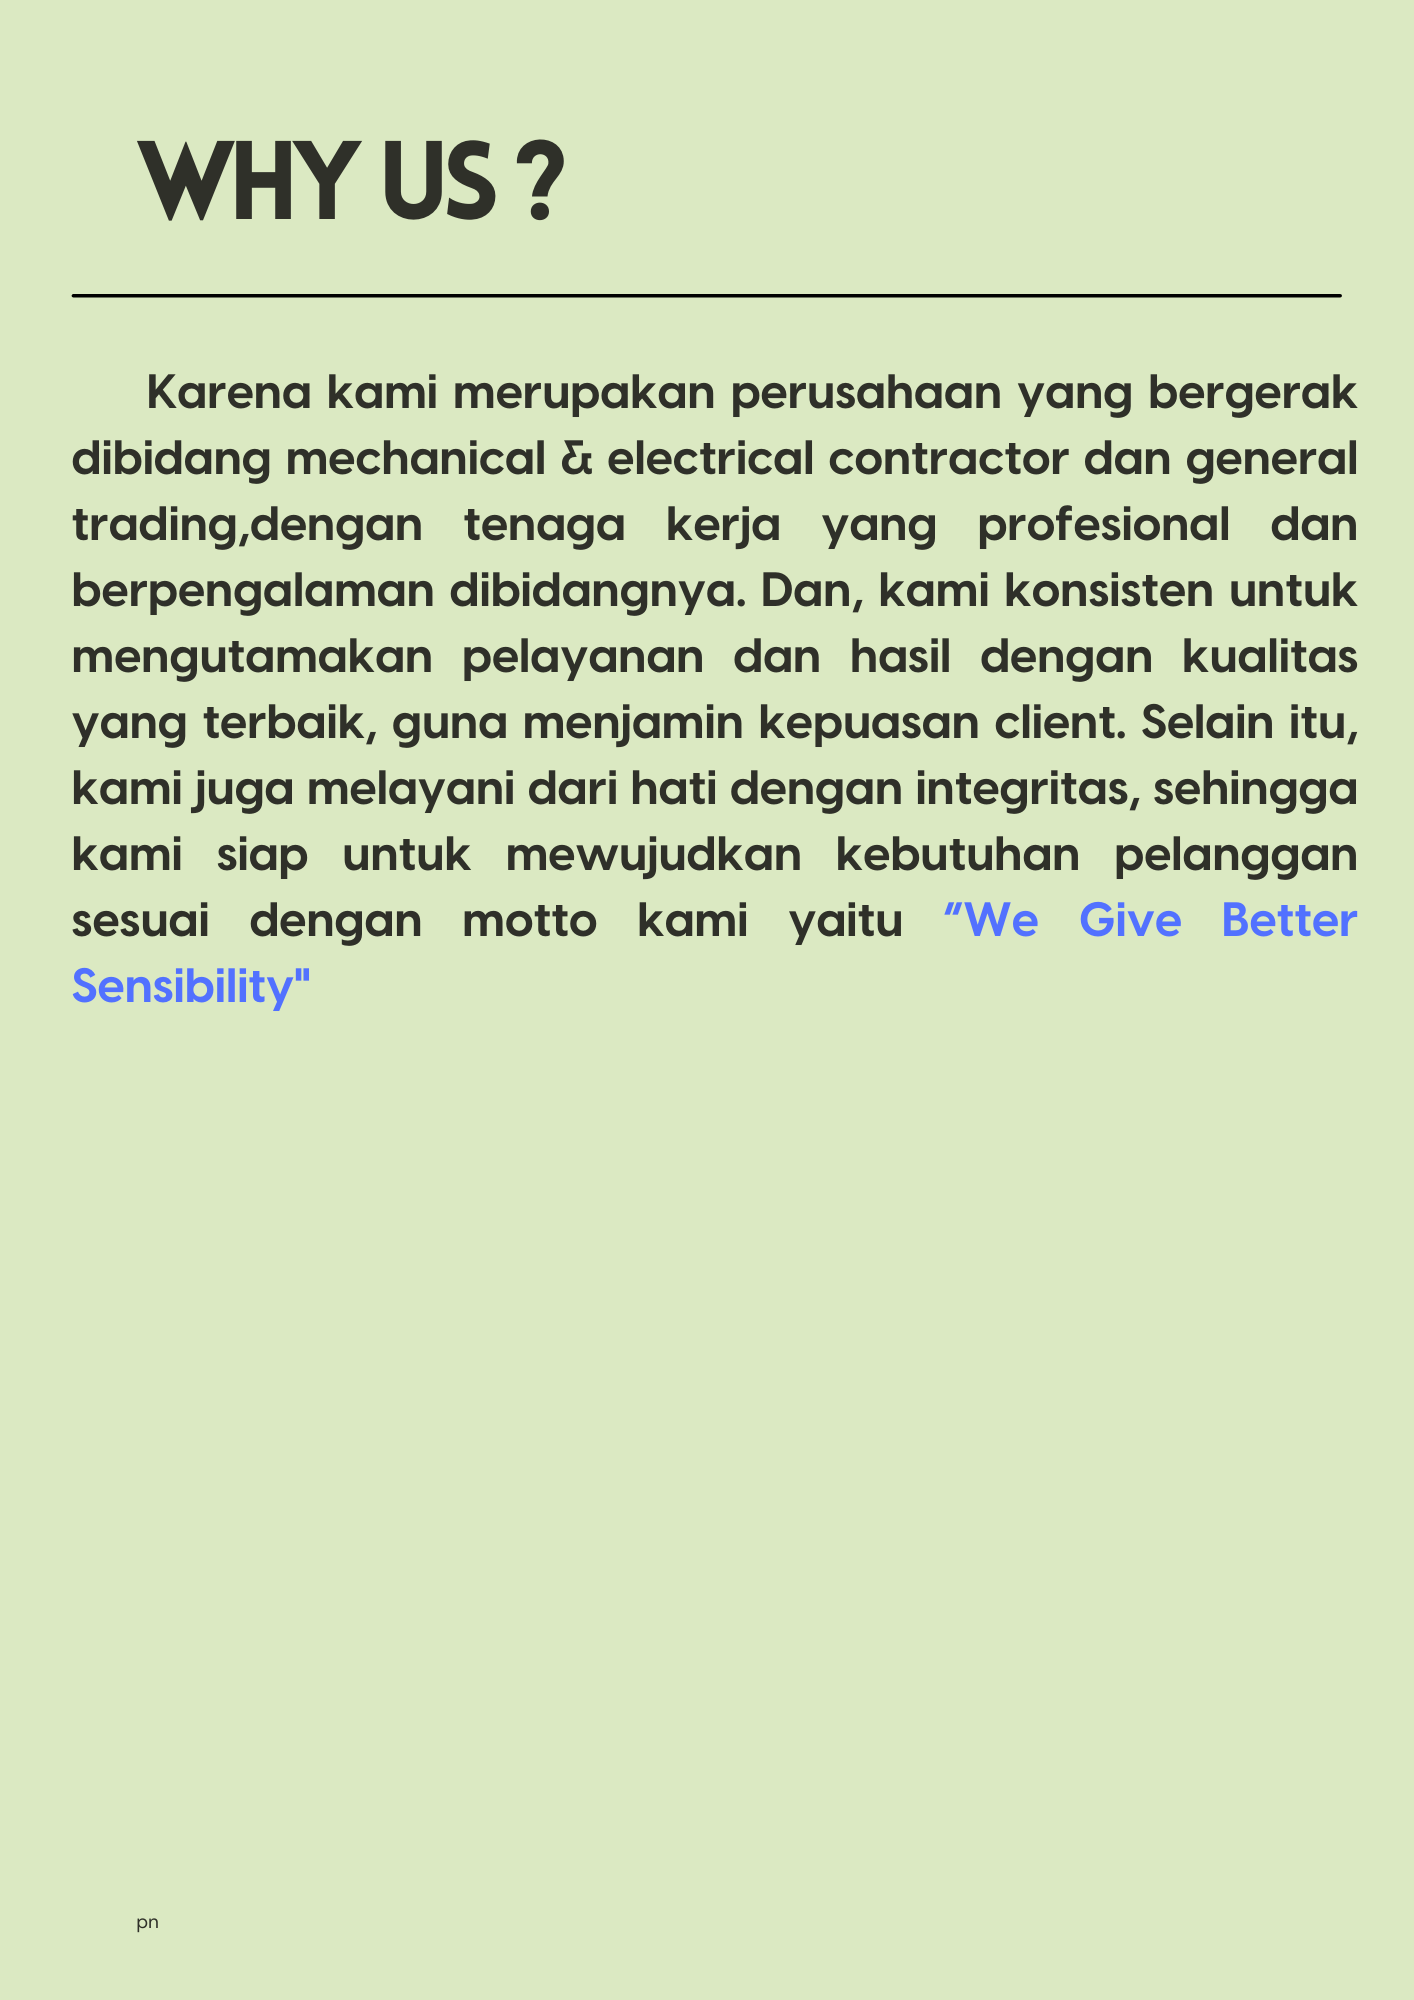 WHY US ?
Karena kami merupakan perusahaan yang bergerak
dibidang mechanical & electrical contractor dan general
trading,dengan tenaga kerja yang profesional dan
berpengalaman dibidangnya. Dan, kami konsisten untuk
mengutamakan pelayanan dan hasil dengan kualitas
yang terbaik, guna menjamin kepuasan client. Selain itu,
kami juga melayani dari hati dengan integritas, sehingga
kami siap untuk mewujudkan kebutuhan pelanggan
sesuai dengan motto kami yaitu “We Give Better
Sensibility"
pn